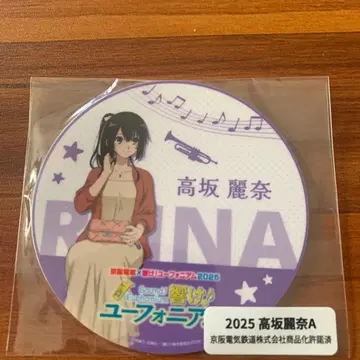 高坂 麗奈
REINA
京阪電車×響け!ユーフォニアム2025
Sound!
Euphonium
響け♪
ユーフォニアム
2025 高坂麗奈A
京阪電気鉄道株式会社商品化許諾済